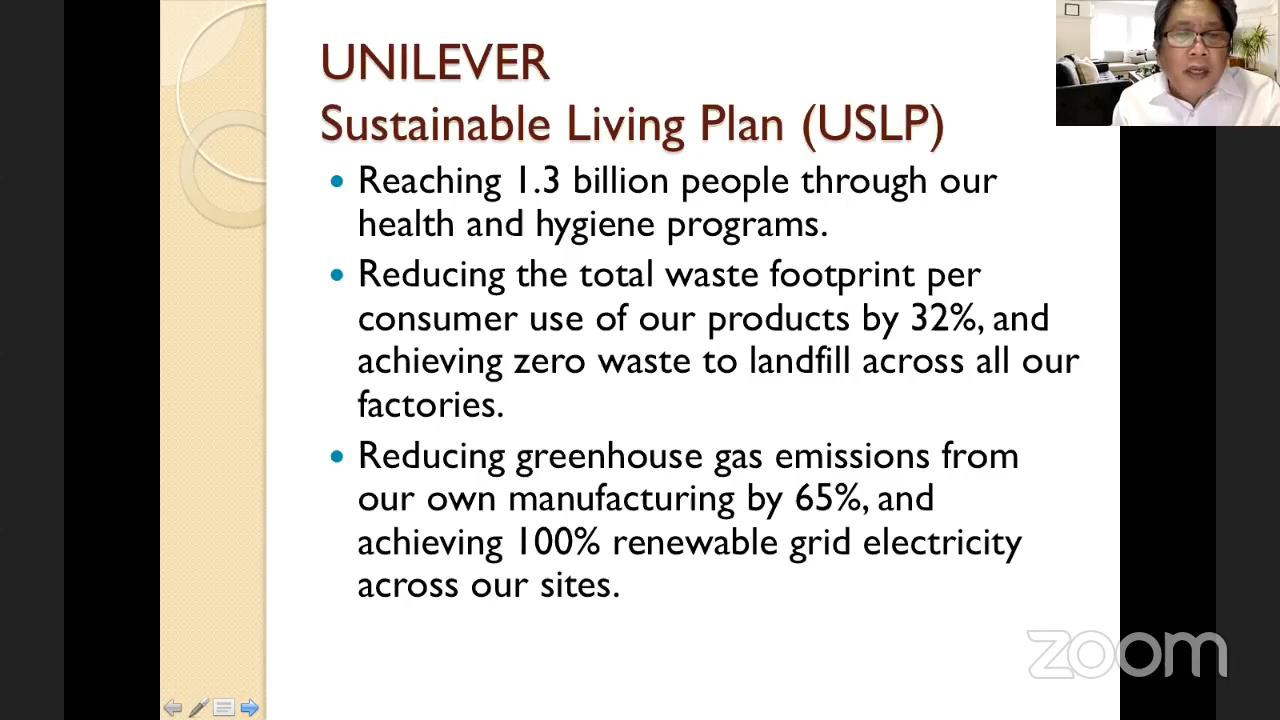 UNILEVER
Sustainable Living Plan (USLP)
• Reaching 1.3 billion people through our
health and hygiene programs.
• Reducing the total waste footprint per
consumer use of our products by 32%, and
achieving zero waste to landfill across all our
factories.
• Reducing greenhouse gas emissions from
our own manufacturing by 65%, and
achieving 100% renewable grid electricity
across our sites.
zoom